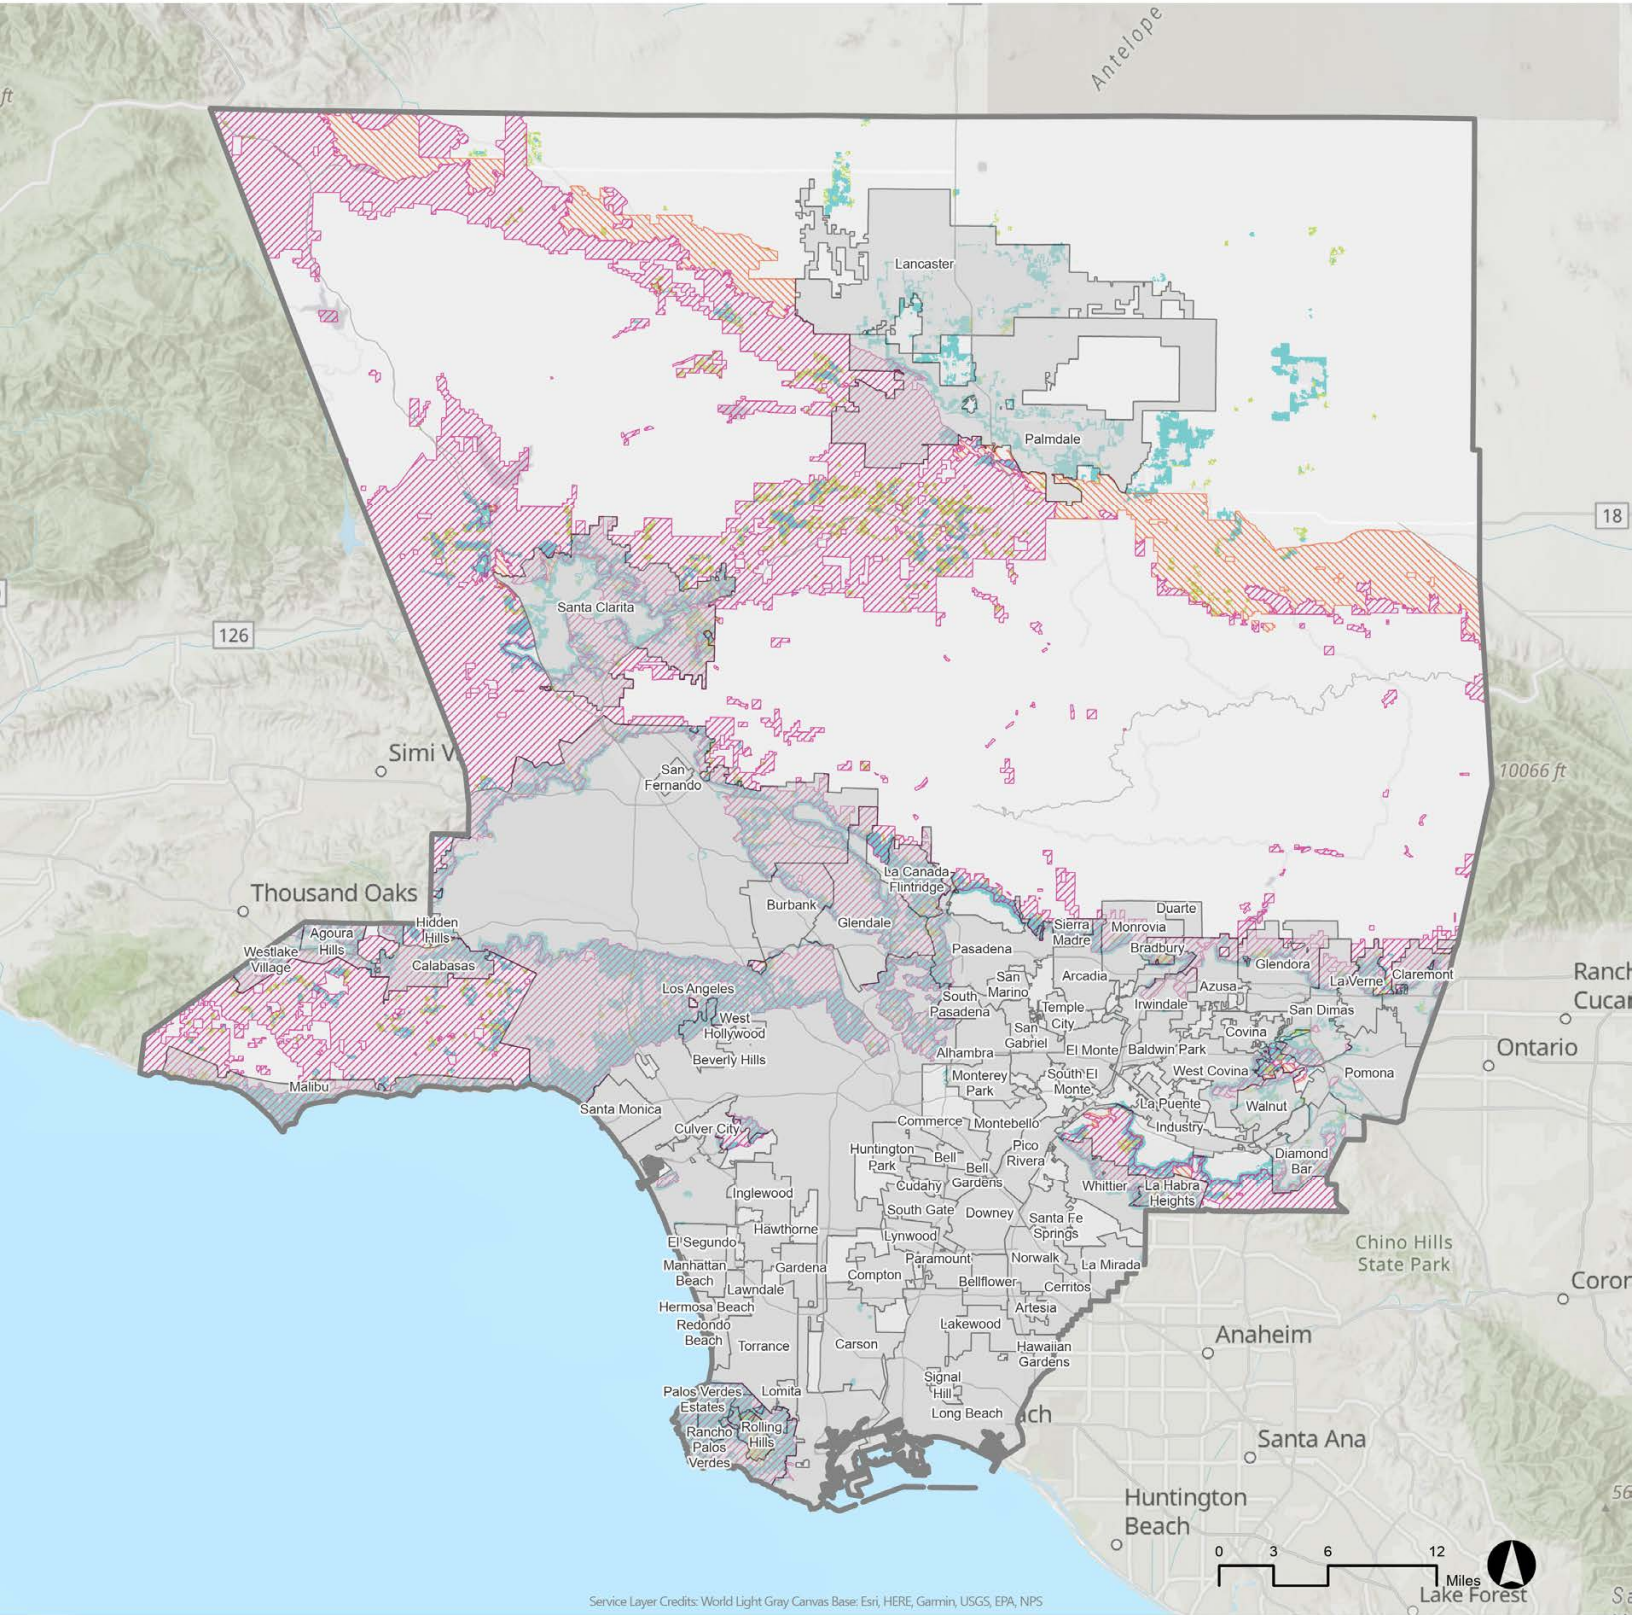 Antelope
ft
18
Lancaster
Palmdale
126
Santa Clarita
Simi V
San
Fernando
10066 ft
Thousand Oaks
La Canada
Flintridge
Burbank
Glendale
Hidden
Hills
Agoura
Hills
Westlake
Village
Calabasas
Duarte
Sierra
Madre
Monrovia
Bradbury
Pasadena
Glendora
La Verne
Claremont
Ranch
Cucar
Los Angeles
San
Marino
Arcadia
Azusa
Irwindale
San Dimas
South
Pasadena
Temple
City
West
Hollywood
San
Gabriel
Covina
Ontario
Beverly Hills
Alhambra
El Monte
Baldwin Park
West Covina
Pomona
Malibu
Monterey
Park
South El
Monte
La Puente
Walnut
Santa Monica
Culver City
Commerce
Montebello
Industry
Huntington
Park
Bell
Pico
Rivera
Bell
Gardens
Diamond
Bar
Inglewood
Cudahy
Whittier
La Habra
Heights
South Gate
Downey
Santa Fe
Springs
Hawthorne
El Segundo
Lynwood
Chino Hills
State Park
Manhattan
Beach
Gardena
Compton
Paramount
Norwalk
La Mirada
Lawndale
Bellflower
Cerritos
Coror
Hermosa Beach
Redondo
Beach
Artesia
Lakewood
Torrance
Carson
Hawaiian
Gardens
Anaheim
Signal
Hill
Palos Verdes
Estates
Lomita
Long Beach
ach
Rancho
Palos
Verdes
Rolling
Hills
Santa Ana
Huntington
Beach
56
0 3 6 12
Miles
Lake Forest
Service Layer Credits: World Light Gray Canvas Base: Esri, HERE, Garmin, USGS, EPA, NPS